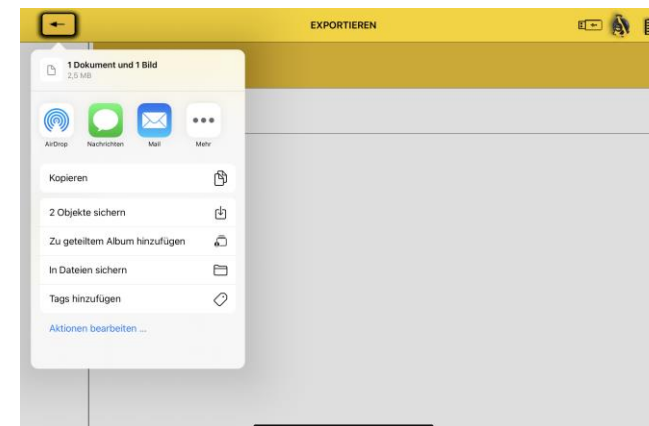 EXPORTIEREN
1 Dokument und 1 Bild
2,5 MB
AirDrop
Nachrichten
Mail
Mehr
Kopieren
2 Objekte sichern
Zu geteiltem Album hinzufügen
In Dateien sichern
Tags hinzufügen
Aktionen bearbeiten ...